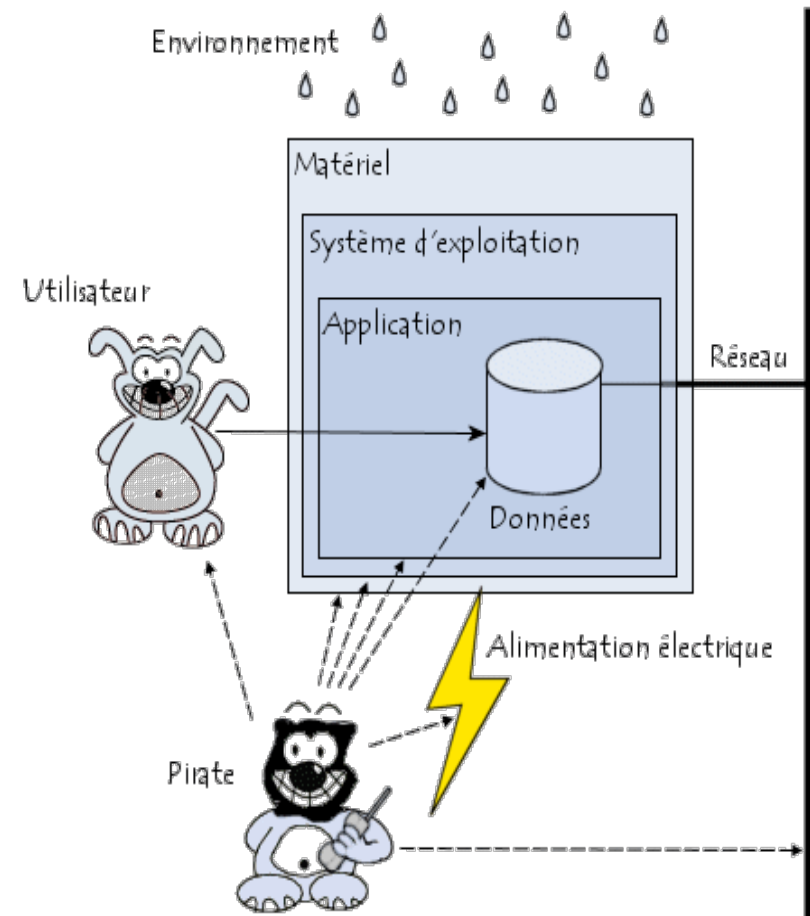 Environnement
Matériel
Système d'exploitation
Utilisateur
Application
Réseau
Données
Alimentation électrique
Pirate